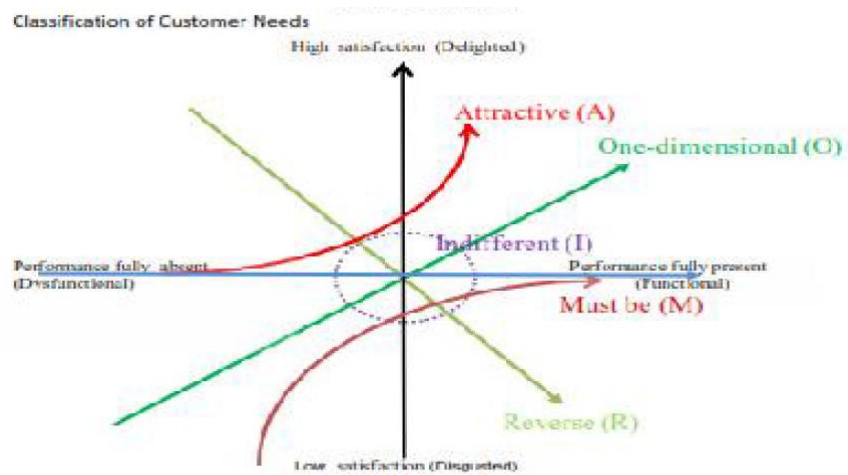 Classification of Customer Needs
High satisfaction (Delighted)
Attractive (A)
One-dimensional (O)
Indifferent (I)
Performance fully absent
(Dysfunctional)
Performance fully present
(Functional)
Must be (M)
Reverse (R)
Low satisfaction (Disgusted)